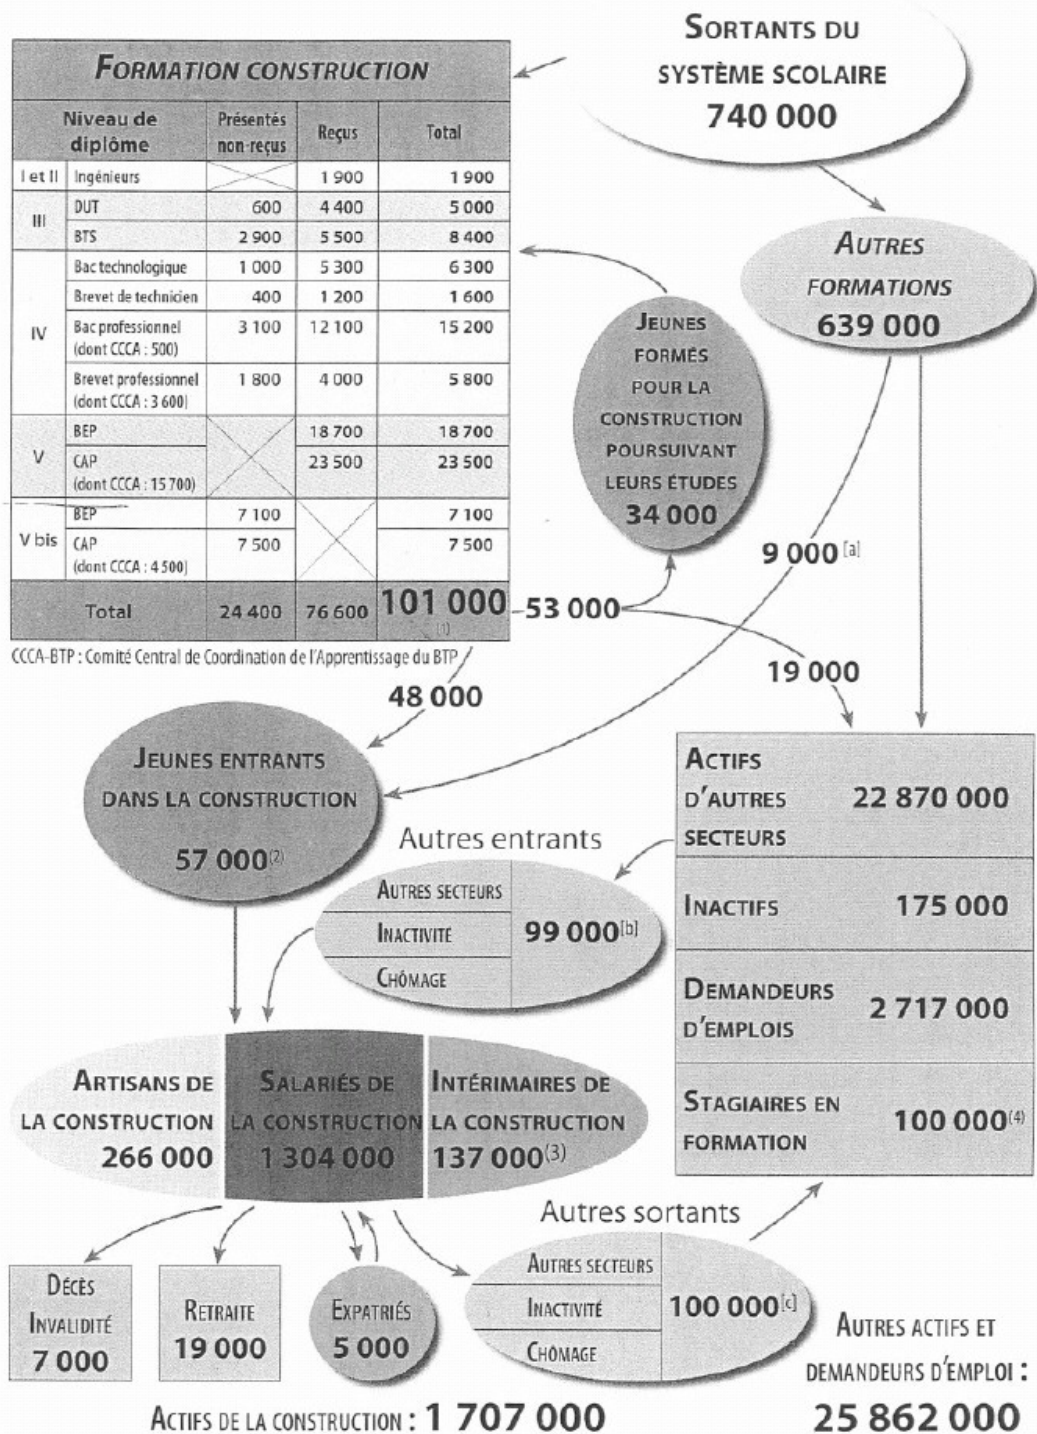 SORTANTS DU
SYSTÈME SCOLAIRE
740 000
FORMATION CONSTRUCTION
Niveau de diplôme Présentés non-reçus Reçus Total
I et II Ingénieurs 1 900 1 900
III DUT 600 4 400 5 000
BTS 2 900 5 500 8 400
IV Bac technologique 1 000 5 300 6 300
Brevet de technicien 400 1 200 1 600
Bac professionnel 3 100 12 100 15 200
(dont CCCA : 500)
Brevet professionnel 1 800 4 000 5 800
(dont CCCA : 3 600)
V BEP 18 700 18 700
CAP 23 500 23 500
(dont CCCA : 15 700)
V bis BEP 7 100 7 100
CAP 7 500 7 500
(dont CCCA : 4 500)
Total 24 400 76 600 101 000
(1)
CCCA-BTP : Comité Central de Coordination de l'Apprentissage du BTP
AUTRES
FORMATIONS
639 000
JEUNES
FORMÉS
POUR LA
CONSTRUCTION
POURSUIVANT
LEURS ÉTUDES
34 000
9 000 [a]
53 000
19 000
48 000
JEUNES ENTRANTS
DANS LA CONSTRUCTION
57 000(2)
Autres entrants
AUTRES SECTEURS
INACTIVITÉ
CHÔMAGE
99 000[b]
ACTIFS
D'AUTRES
SECTEURS
22 870 000
INACTIFS 175 000
DEMANDEURS
D'EMPLOIS
2 717 000
STAGIAIRES EN
FORMATION
100 000(4)
ARTISANS DE
LA CONSTRUCTION
266 000
SALARIÉS DE
LA CONSTRUCTION
1 304 000
INTÉRIMAIRES DE
LA CONSTRUCTION
137 000(3)
Autres sortants
AUTRES SECTEURS
INACTIVITÉ
CHÔMAGE
100 000[c]
DÉCÈS
INVALIDITÉ
7 000
RETRAITE
19 000
EXPATRIÉS
5 000
ACTIFS DE LA CONSTRUCTION : 1 707 000
AUTRES ACTIFS ET
DEMANDEURS D'EMPLOI :
25 862 000